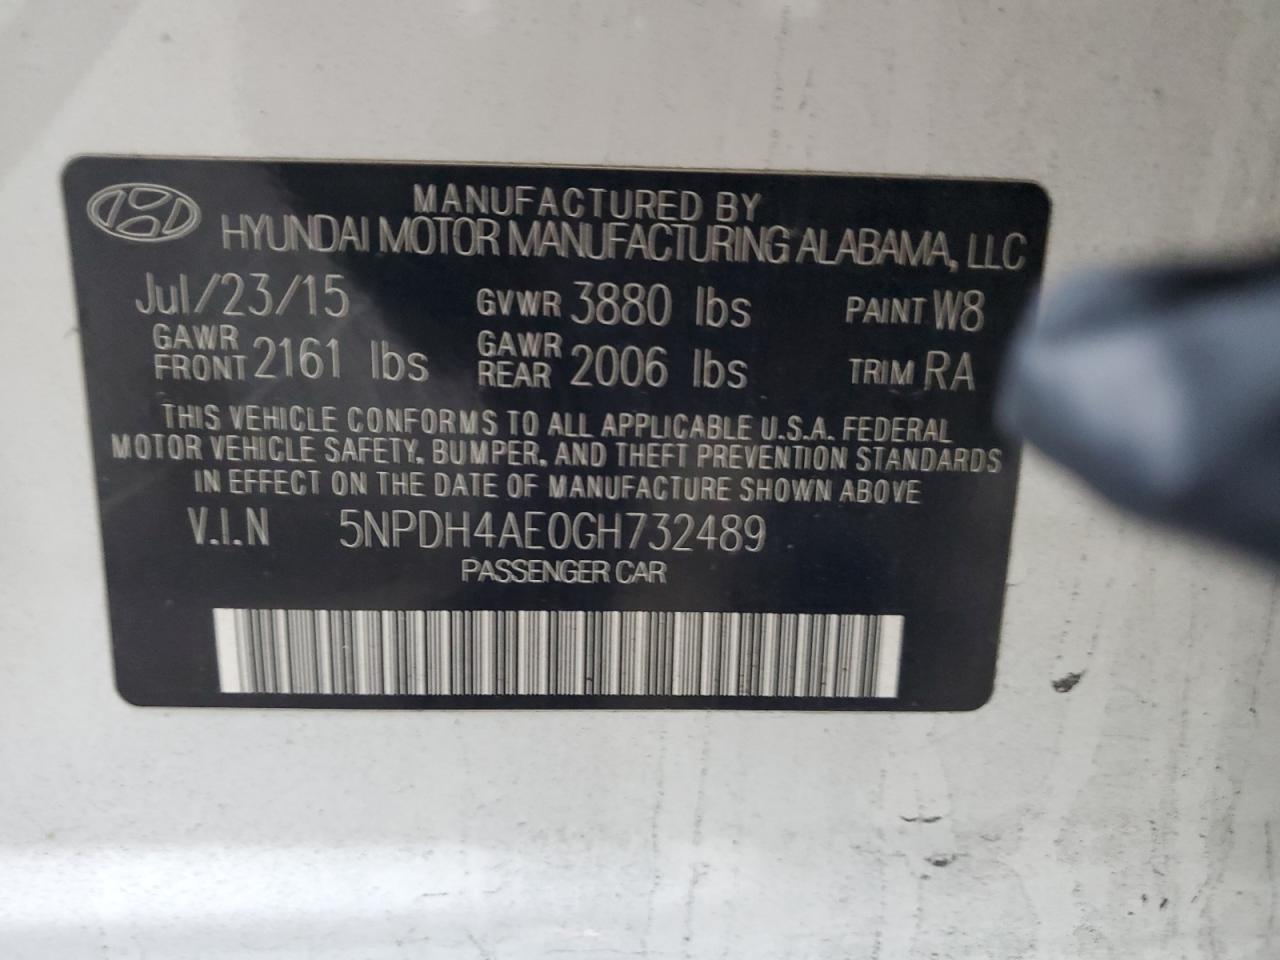 MANUFACTURED BY
HYUNDAI MOTOR MANUFACTURING ALABAMA, LLC
Jul/23/15 GVWR 3880 lbs PAINT W8
GAWR FRONT 2161 lbs GAWR REAR 2006 lbs TRIM RA
THIS VEHICLE CONFORMS TO ALL APPLICABLE U.S.A. FEDERAL
MOTOR VEHICLE SAFETY, BUMPER, AND THEFT PREVENTION STANDARDS
IN EFFECT ON THE DATE OF MANUFACTURE SHOWN ABOVE
V.I.N 5NPDH4AE0GH732489
PASSENGER CAR